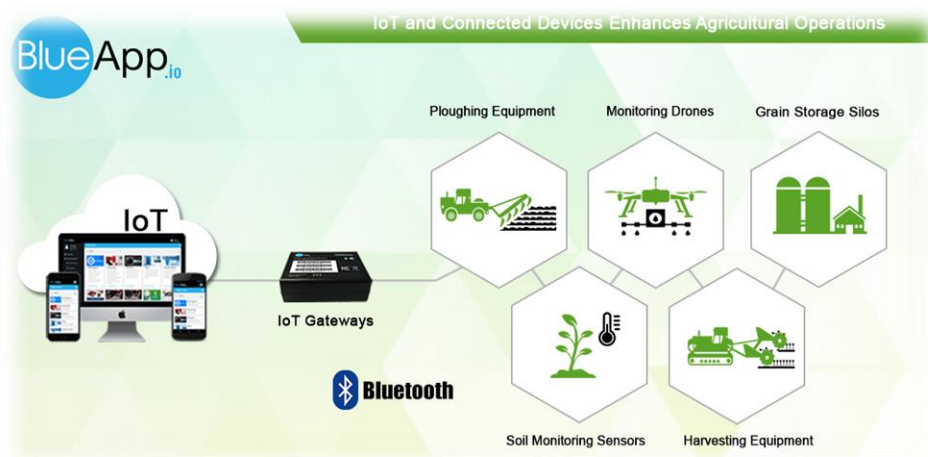 IoT and Connected Devices Enhances Agricultural Operations
BlueApp.io
Ploughing Equipment
Monitoring Drones
Grain Storage Silos
IoT
IoT Gateways
Bluetooth
Soil Monitoring Sensors
Harvesting Equipment